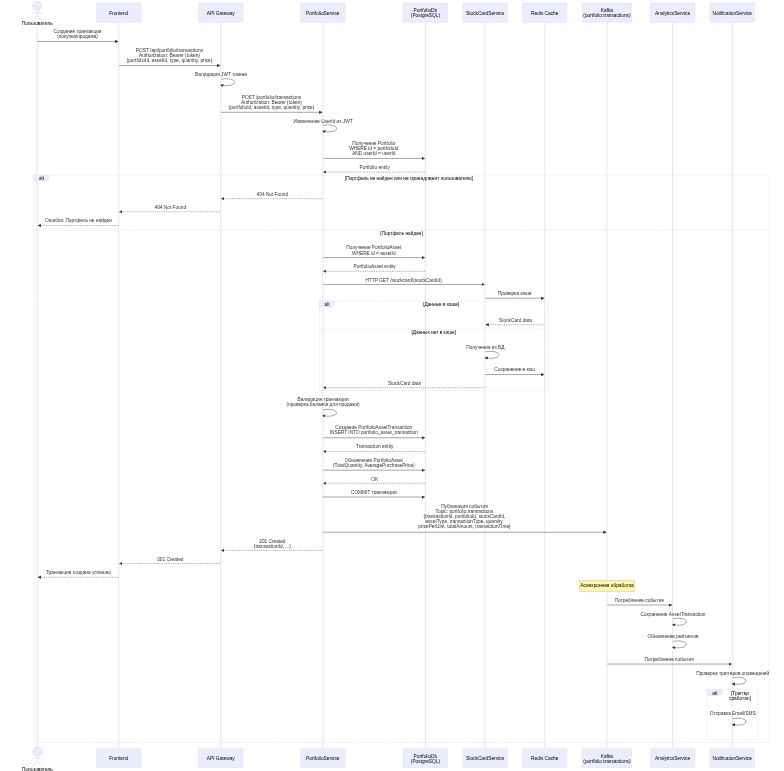 Пользователь
Frontend
API Gateway
PortfolioService
PortfolioDb
(PostgreSQL)
StockCardService
Redis Cache
Kafka
(portfolio.transactions)
AnalyticsService
NotificationService
Создание транзакции
(покупка/продажа)
POST /api/portfolio/transactions
Authorization: Bearer {token}
{portfolioId, assetId, type, quantity, price}
Валидация JWT токена
POST /portfolio/transactions
Authorization: Bearer {token}
{portfolioId, assetId, type, quantity, price}
Извлечение UserId из JWT
Получение Portfolio
WHERE id = portfolioId
AND userId = userId
Portfolio entity
alt
[Портфель не найден или не принадлежит пользователю]
404 Not Found
404 Not Found
Ошибка: Портфель не найден
[Портфель найден]
Получение PortfolioAsset
WHERE id = assetId
PortfolioAsset entity
HTTP GET /stockcard/{stockCardId}
Проверка кэша
alt
[Данные в кэше]
StockCard data
[Данных нет в кэше]
Получение из БД
Сохранение в кэш
StockCard data
Валидация транзакции
(проверка баланса для продажи)
Создание PortfolioAssetTransaction
INSERT INTO portfolio_asset_transaction
Transaction entity
Обновление PortfolioAsset
(TotalQuantity, AveragePurchasePrice)
OK
COMMIT транзакции
Публикация события
Topic: portfolio.transactions
{transactionId, portfolioId, stockCardId,
assetType, transactionType, quantity,
pricePerUnit, totalAmount, transactionTime}
201 Created
{transactionId, ...}
201 Created
Транзакция создана успешно
Асинхронная обработка
Потребление события
Сохранение AssetTransaction
Обновление рейтингов
Потребление события
Проверка триггеров оповещений
alt
[Триггер
сработал]
Отправка Email/SMS
Пользователь
Frontend
API Gateway
PortfolioService
PortfolioDb
(PostgreSQL)
StockCardService
Redis Cache
Kafka
(portfolio.transactions)
AnalyticsService
NotificationService